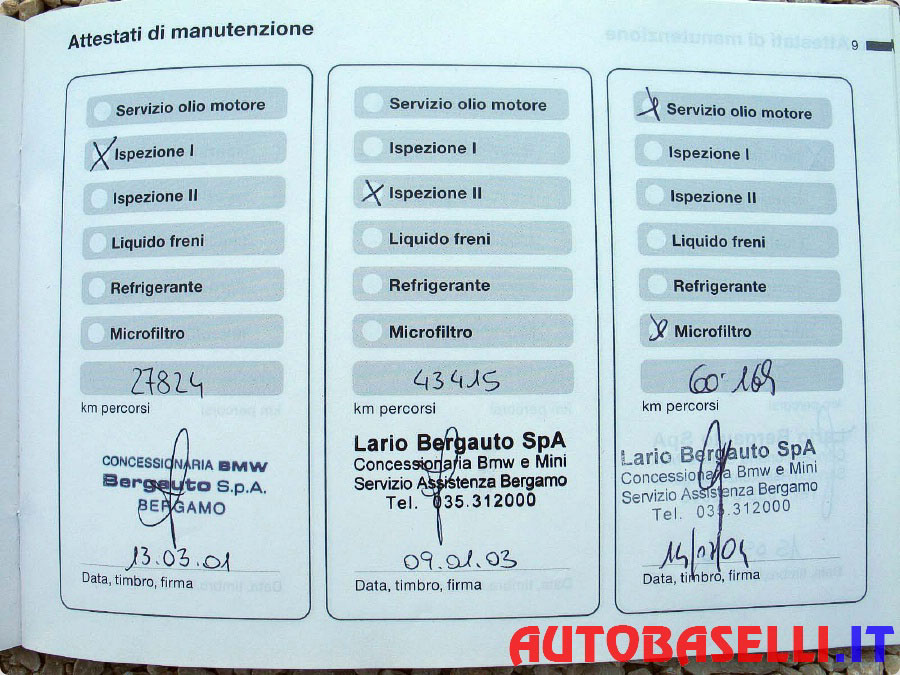 Attestati di manutenzione
9
Servizio olio motore
Ispezione I
Ispezione II
Liquido freni
Refrigerante
Microfiltro
27824
km percorsi
CONCESSIONARIA BMW
Bergauto S.p.A.
BERGAMO
13.03.01
Data, timbro, firma
Servizio olio motore
Ispezione I
Ispezione II
Liquido freni
Refrigerante
Microfiltro
43415
km percorsi
Lario Bergauto SpA
Concessionaria Bmw e Mini
Servizio Assistenza Bergamo
Tel. 035.312000
09.01.03
Data, timbro, firma
Servizio olio motore
Ispezione I
Ispezione II
Liquido freni
Refrigerante
Microfiltro
60.169
km percorsi
Lario Bergauto SpA
Concessionaria Bmw e Mini
Servizio Assistenza Bergamo
Tel. 035.312000
Data, timbro, firma
AUTOBASELLI.IT